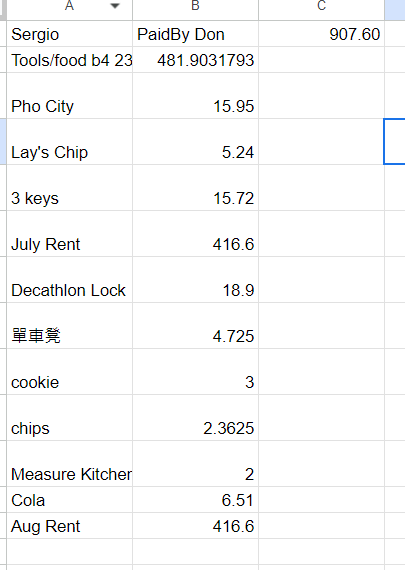 A B C
Sergio PaidBy Don 907.60
Tools/food b4 23 481.9031793
Pho City 15.95
Lay's Chip 5.24
3 keys 15.72
July Rent 416.6
Decathlon Lock 18.9
單車凳 4.725
cookie 3
chips 2.3625
Measure Kitchen 2
Cola 6.51
Aug Rent 416.6